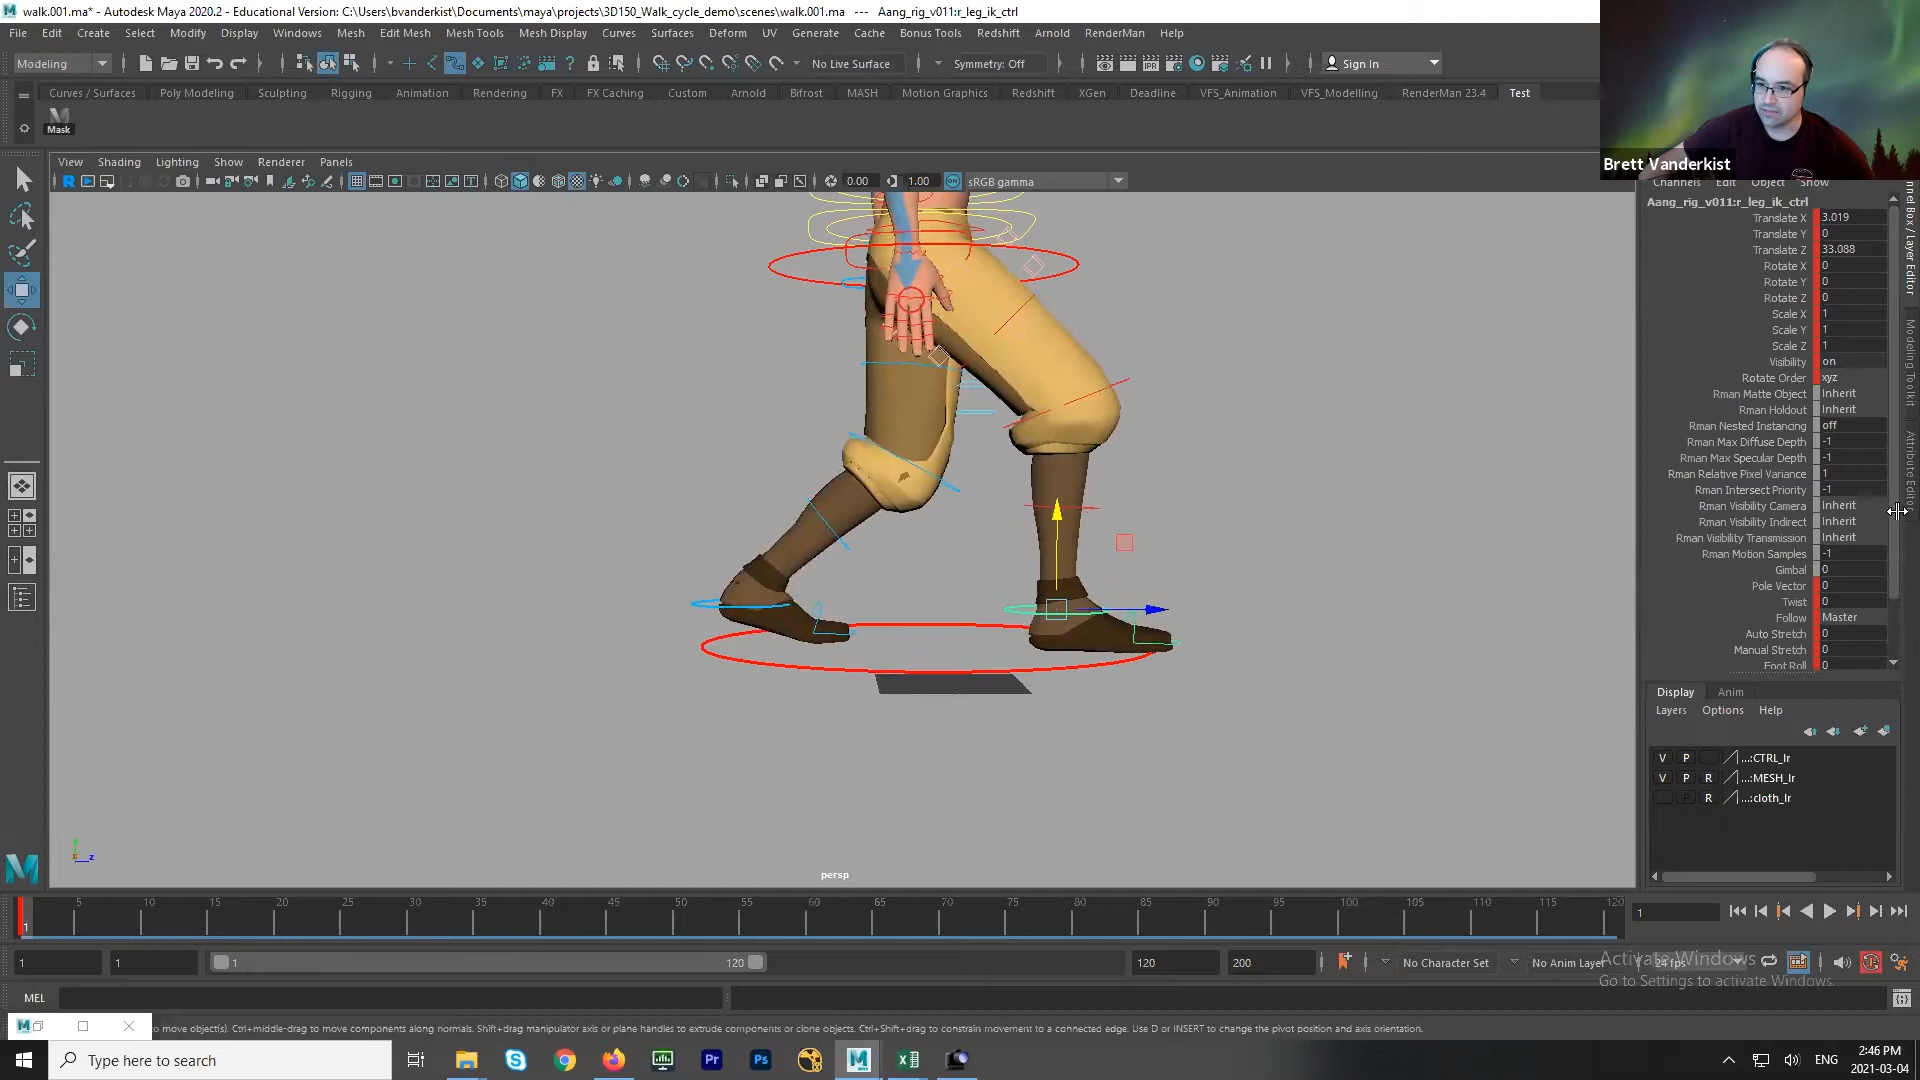 walk.001.ma* - Autodesk Maya 2020.2 - Educational Version: C:\Users\bvanderkist\Documents\maya\projects\3D150_Walk_cycle_demo\scenes\walk.001.ma   ---   Aang_rig_v011:r_leg_ik_ctrl
File Edit Create Select Modify Display Windows Mesh Edit Mesh Mesh Tools Mesh Display Curves Surfaces Deform UV Generate Cache Bonus Tools Redshift Arnold RenderMan Help
Modeling No Live Surface Symmetry: Off Sign In
Curves / Surfaces Poly Modeling Sculpting Rigging Animation Rendering FX FX Caching Custom Arnold Bifrost MASH Motion Graphics Redshift XGen Deadline VFS_Animation VFS_Modelling RenderMan 23.4 Test
Mask
Brett Vanderkist
View Shading Lighting Show Renderer Panels
0.00 1.00 sRGB gamma
Channels Edit Object Show
Aang_rig_v011:r_leg_ik_ctrl
Translate X 3.019
Translate Y 0
Translate Z 33.088
Rotate X 0
Rotate Y 0
Rotate Z 0
Scale X 1
Scale Y 1
Scale Z 1
Visibility on
Rotate Order xyz
Rman Matte Object Inherit
Rman Holdout Inherit
Rman Nested Instancing off
Rman Max Diffuse Depth -1
Rman Max Specular Depth -1
Rman Relative Pixel Variance 1
Rman Intersect Priority -1
Rman Visibility Camera Inherit
Rman Visibility Indirect Inherit
Rman Visibility Transmission Inherit
Rman Motion Samples -1
Gimbal 0
Pole Vector 0
Twist 0
Follow Master
Auto Stretch 0
Manual Stretch 0
Foot Roll 0
nnel Box / Layer Editor
Modeling Toolkit
Attribute Editor
Display Anim
Layers Options Help
V P ...:CTRL_lr
V P R ...:MESH_lr
P R ...:cloth_lr
z
persp
5 10 15 20 25 30 35 40 45 50 55 60 65 70 75 80 85 90 95 100 105 110 115 120
1
1
1 1 1 120 120 200 No Character Set No Anim Layer 24 fps
Activate Windows
Go to Settings to activate Windows.
MEL
to move object(s). Ctrl+middle-drag to move components along normals. Shift+drag manipulator axis or plane handles to extrude components or clone objects. Ctrl+Shift+drag to constrain movement to a connected edge. Use D or INSERT to change the pivot position and axis orientation.
Type here to search
Pr Ps M
ENG
2:46 PM
2021-03-04